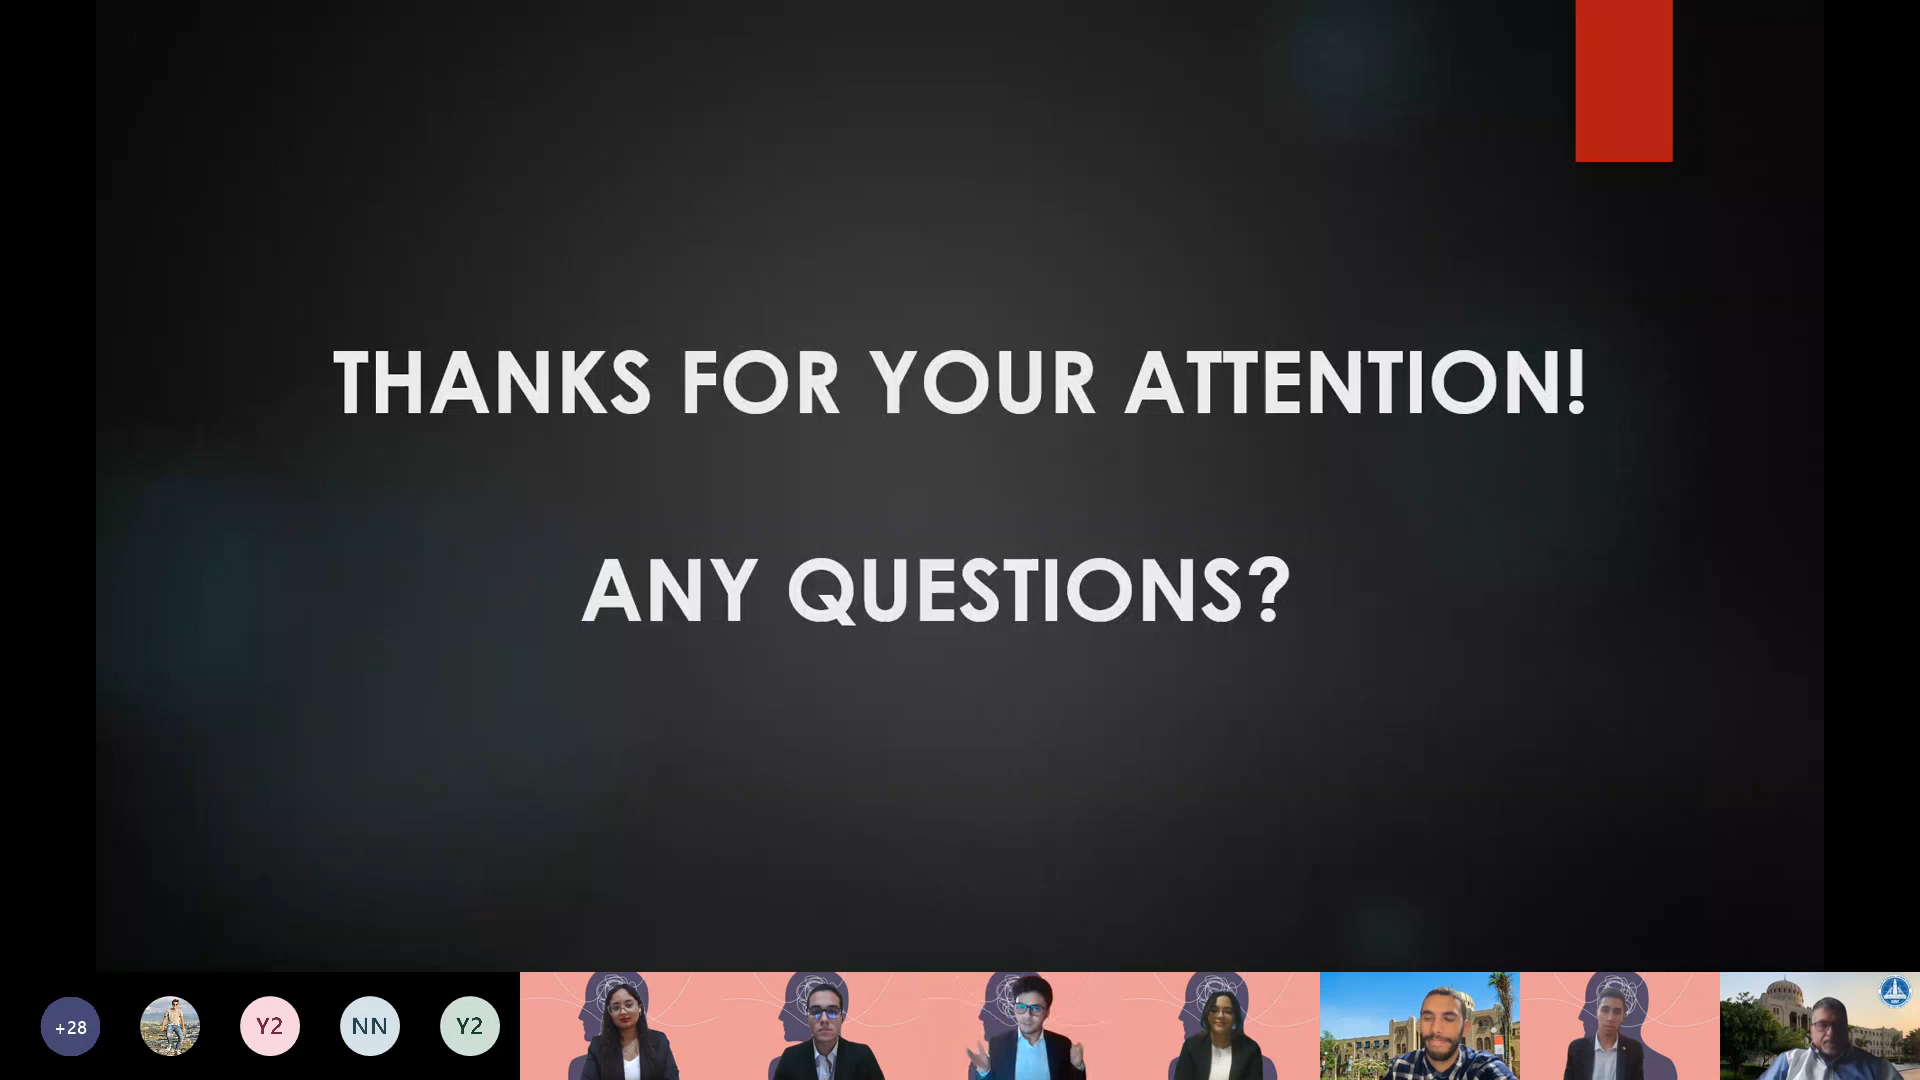 THANKS FOR YOUR ATTENTION!
ANY QUESTIONS?
+28
Y2
NN
Y2